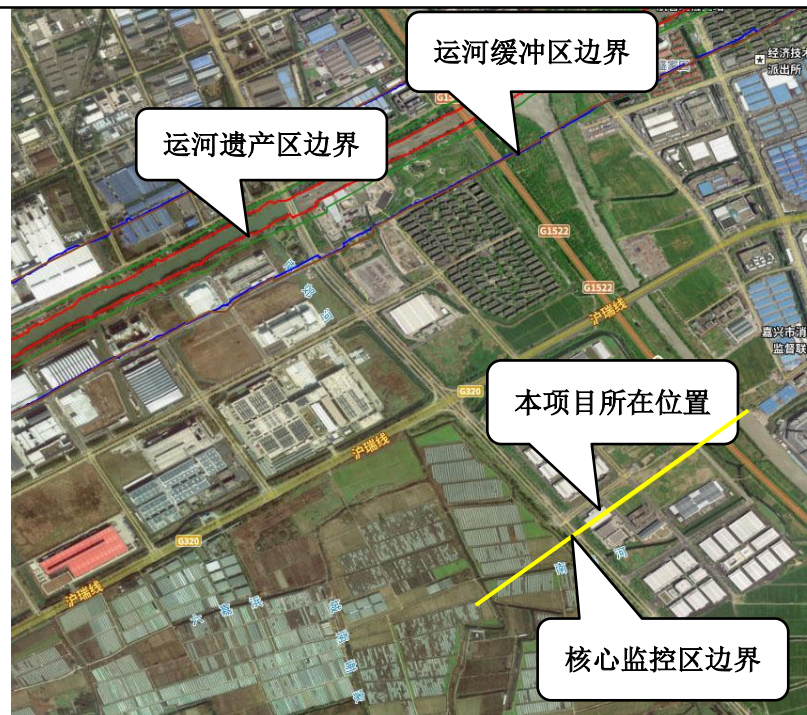 运河缓冲区边界
经济技术
派出所
运河遗产区边界
G1522
G1522
沪瑞线
嘉兴市消
监督联
G320
本项目所在位置
沪瑞线
G320
沪瑞线
南
河
核心监控区边界